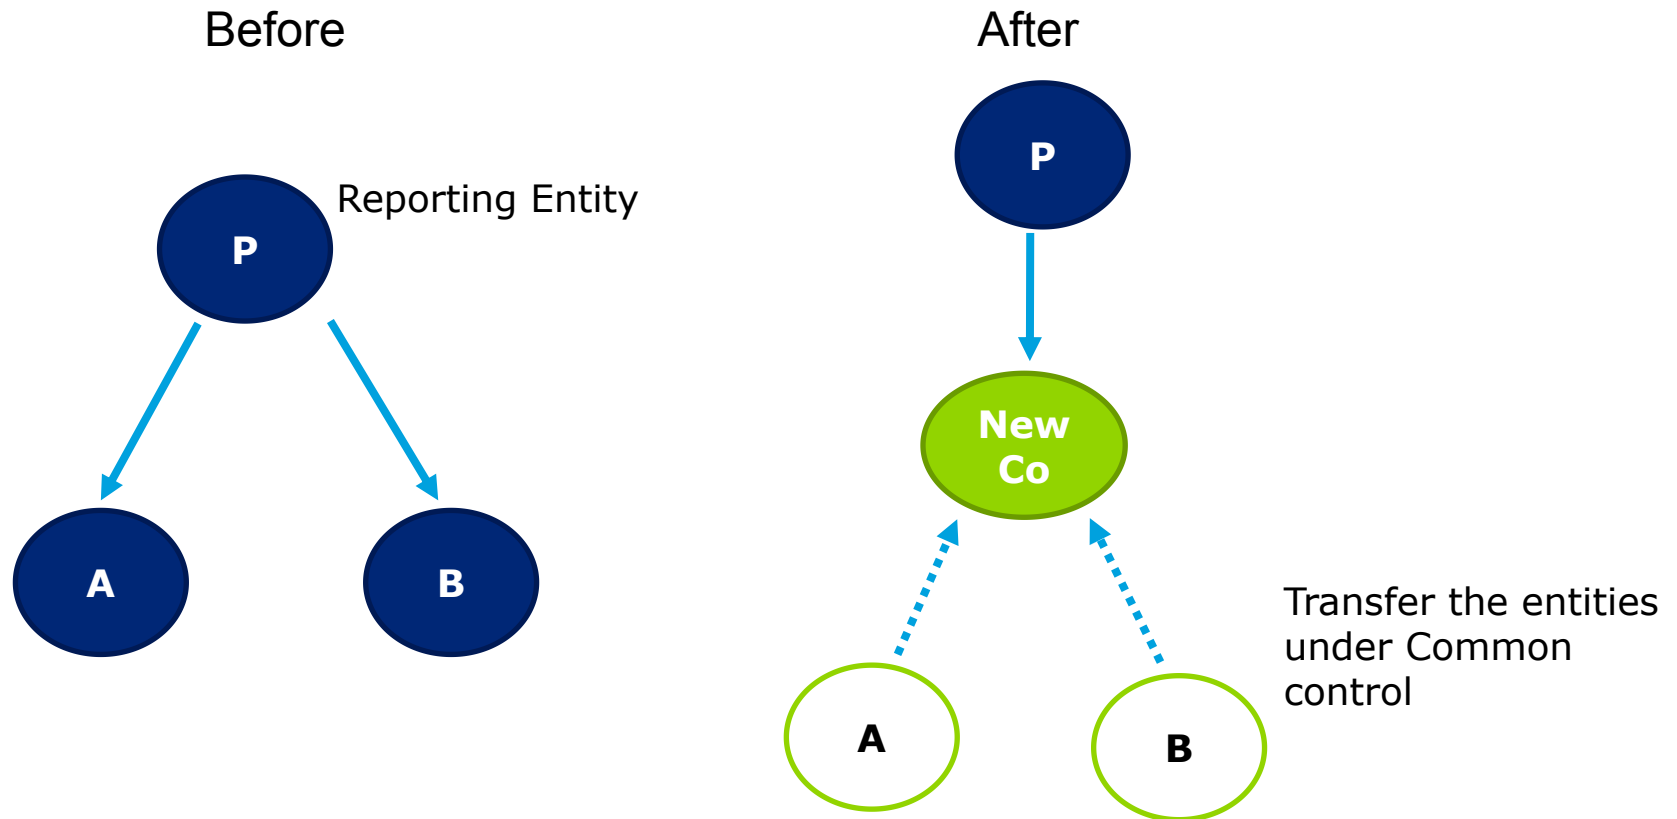 Before
After
P
Reporting Entity
A
B
P
New
Co
A
B
Transfer the entities
under Common
control